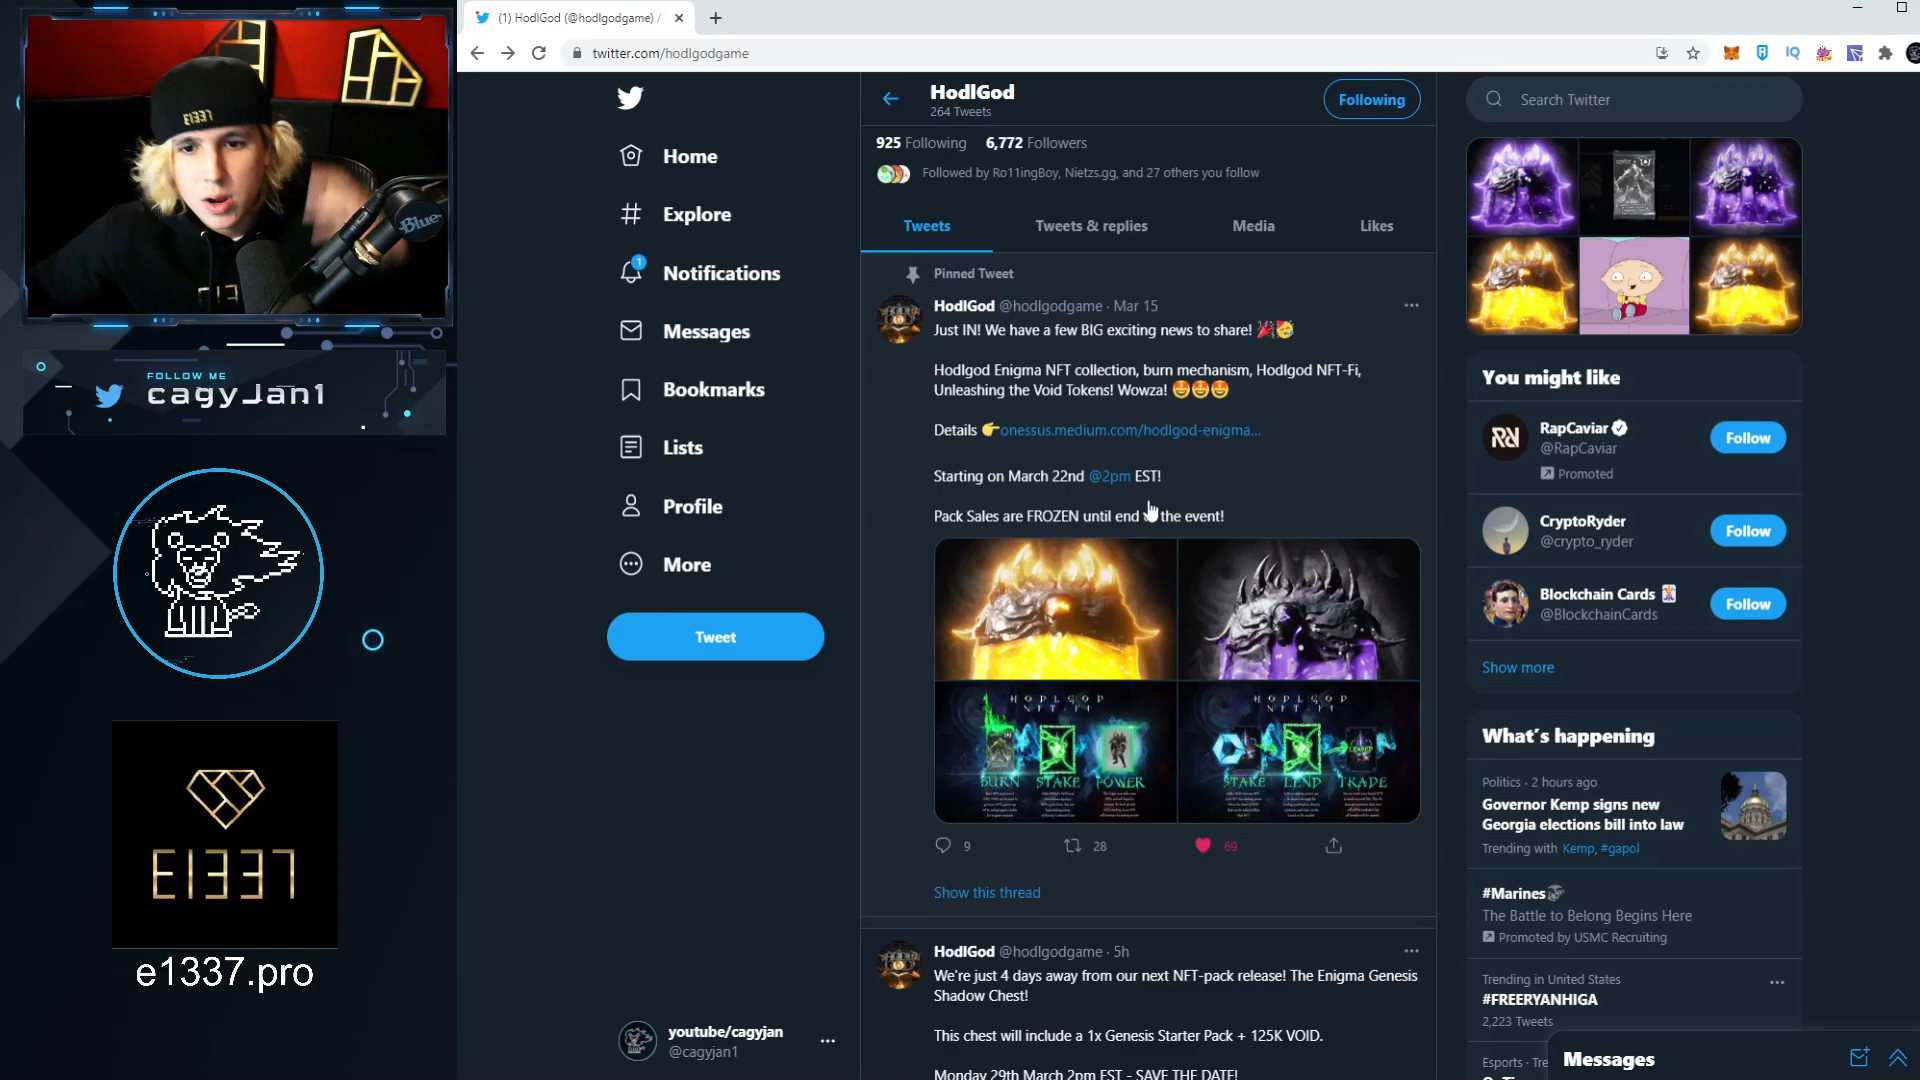 E1337
Blue
FOLLOW ME
cagyJan1
E1337
e1337.pro
(1) HodlGod (@hodlgodgame) /
twitter.com/hodlgodgame
Home
Explore
1
Notifications
Messages
Bookmarks
Lists
Profile
More
Tweet
youtube/cagyjan
@cagyjan1
HodlGod
264 Tweets
Following
925 Following 6,772 Followers
Followed by Ro11ingBoy, Nietzs.gg, and 27 others you follow
Tweets
Tweets & replies
Media
Likes
Pinned Tweet
HodlGod @hodlgodgame · Mar 15
Just IN! We have a few BIG exciting news to share! 🎉🥳
Hodlgod Enigma NFT collection, burn mechanism, Hodlgod NFT-Fi,
Unleashing the Void Tokens! Wowza! 🤩🤩🤩
Details 👉onessus.medium.com/hodlgod-enigma...
Starting on March 22nd @2pm EST!
Pack Sales are FROZEN until end the event!
HODLGOD
NFT-FI
BURN STAKE POWER
HODLGOD
NFT-FI
STAKE LEND TRADE
9
28
69
Show this thread
HodlGod @hodlgodgame · 5h
We're just 4 days away from our next NFT-pack release! The Enigma Genesis
Shadow Chest!
This chest will include a 1x Genesis Starter Pack + 125K VOID.
Monday 29th March 2pm EST - SAVE THE DATE!
Search Twitter
You might like
RapCaviar
@RapCaviar
Promoted
Follow
CryptoRyder
@crypto_ryder
Follow
Blockchain Cards
@BlockchainCards
Follow
Show more
What's happening
Politics · 2 hours ago
Governor Kemp signs new
Georgia elections bill into law
Trending with Kemp, #gapol
#Marines
The Battle to Belong Begins Here
Promoted by USMC Recruiting
Trending in United States
#FREERYANHIGA
2,223 Tweets
Esports · Tre
Messages